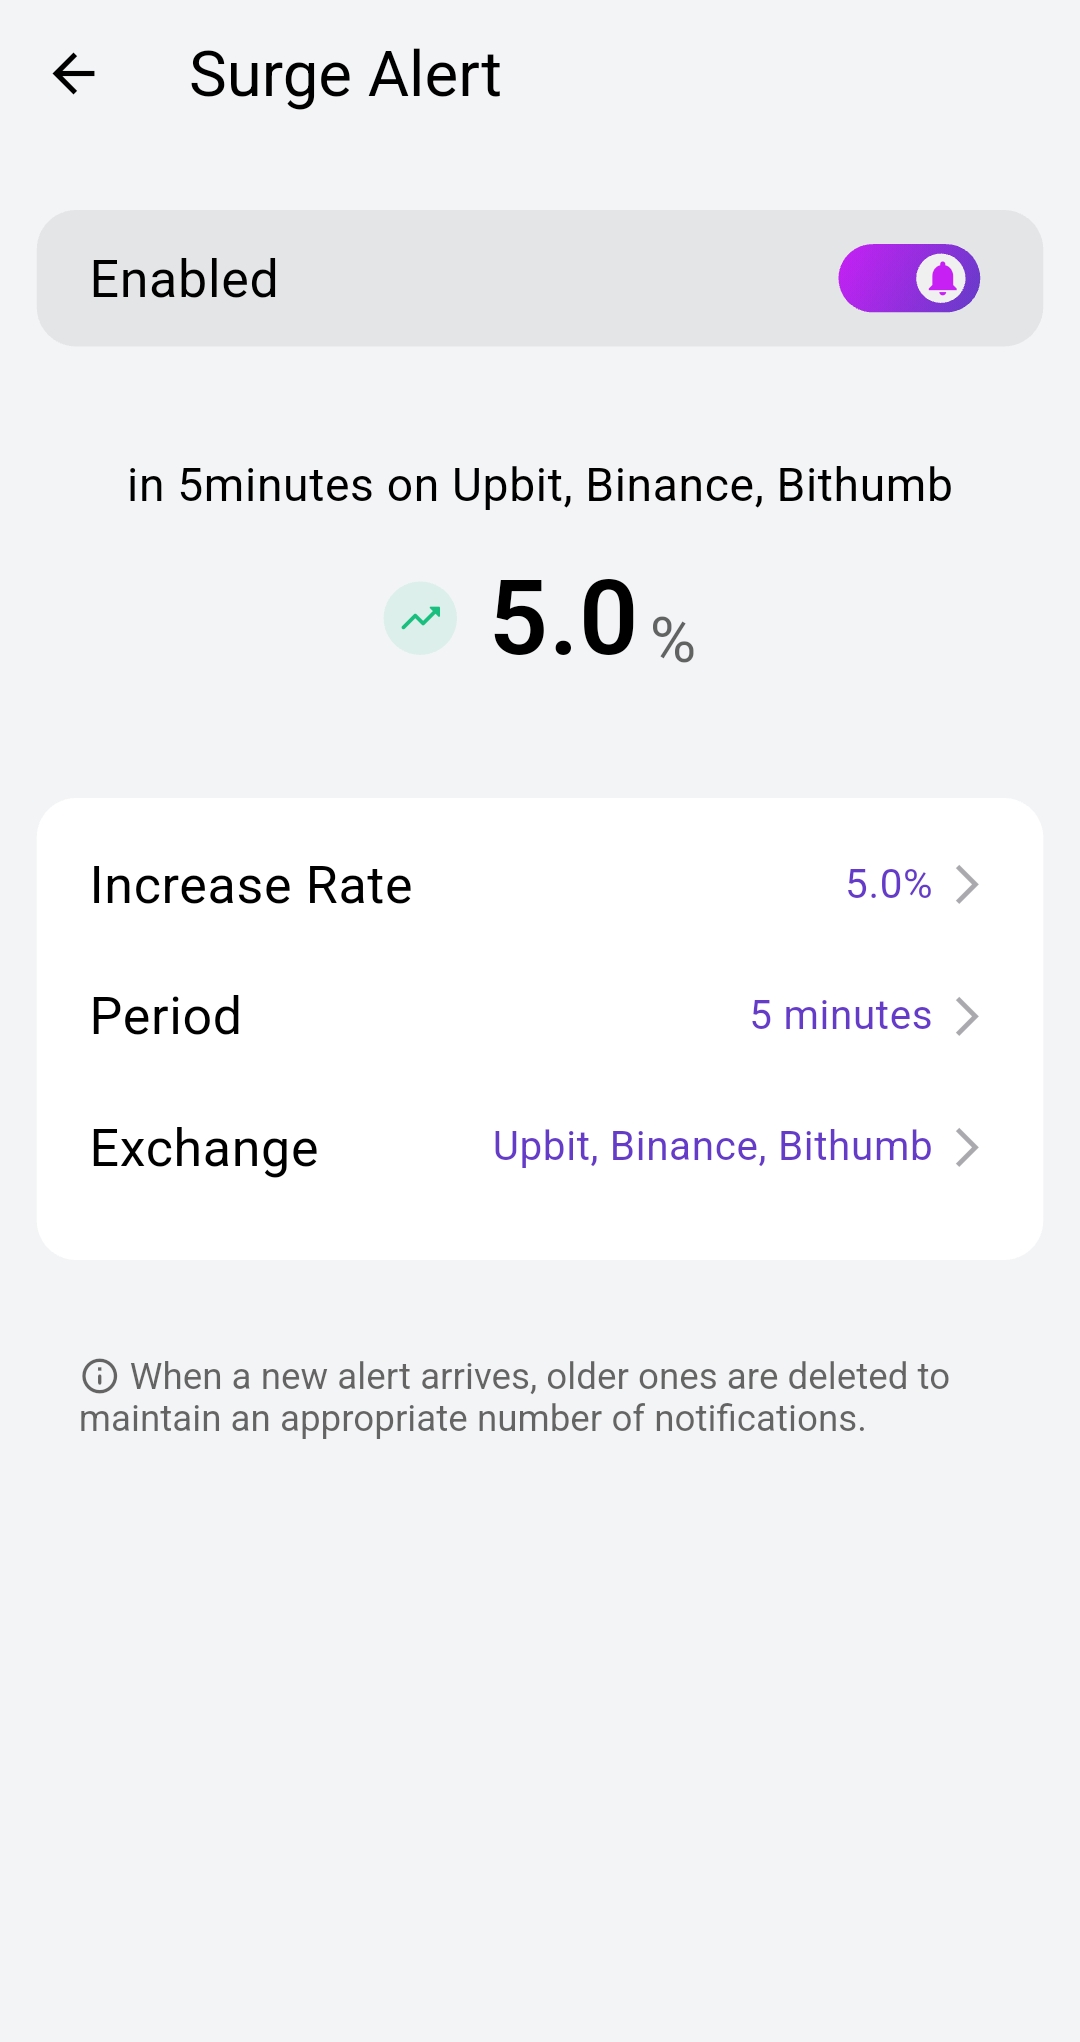 Surge Alert
Enabled
in 5minutes on Upbit, Binance, Bithumb
5.0 %
Increase Rate 5.0%
Period 5 minutes
Exchange Upbit, Binance, Bithumb
When a new alert arrives, older ones are deleted to
maintain an appropriate number of notifications.